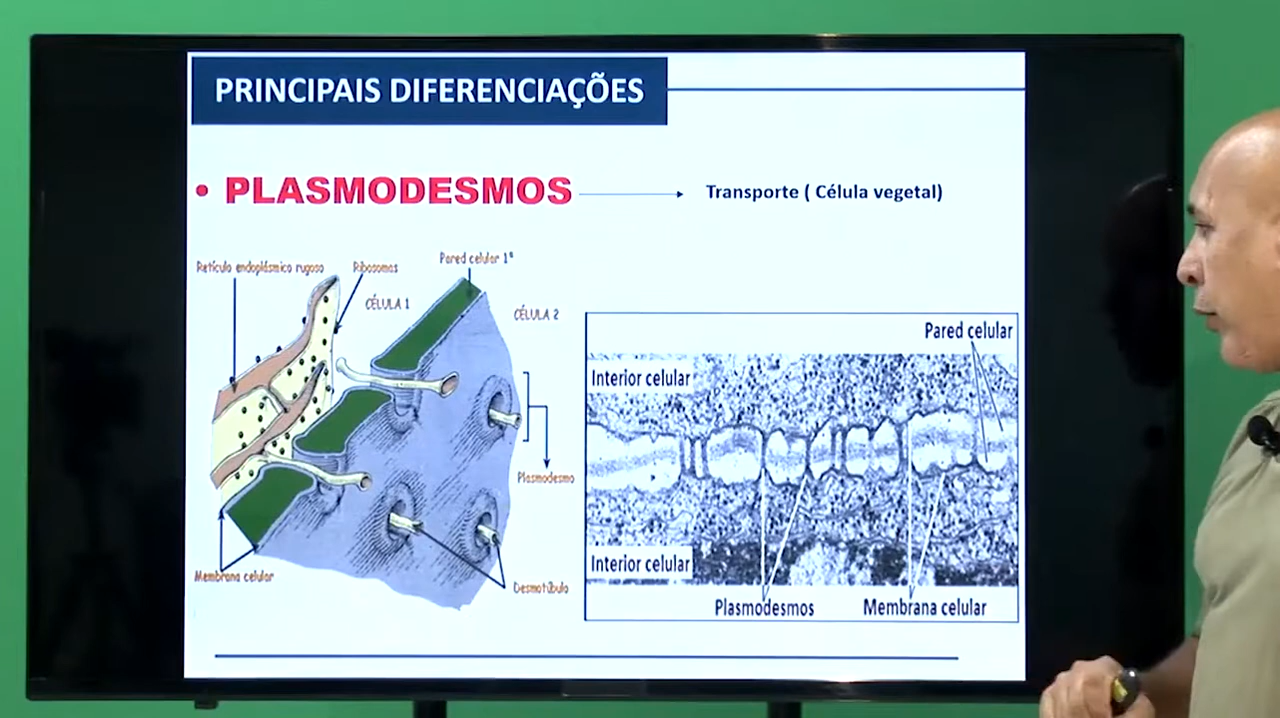 PRINCIPAIS DIFERENCIAÇÕES
• PLASMODESMOS
Transporte ( Célula vegetal)
Retículo endoplásmico rugoso
Ribosomas
Pared celular 1ª
CÉLULA 1
CÉLULA 2
Plasmodesmo
Membrana celular
Desmotúbulo
Pared celular
Interior celular
Interior celular
Plasmodesmos
Membrana celular